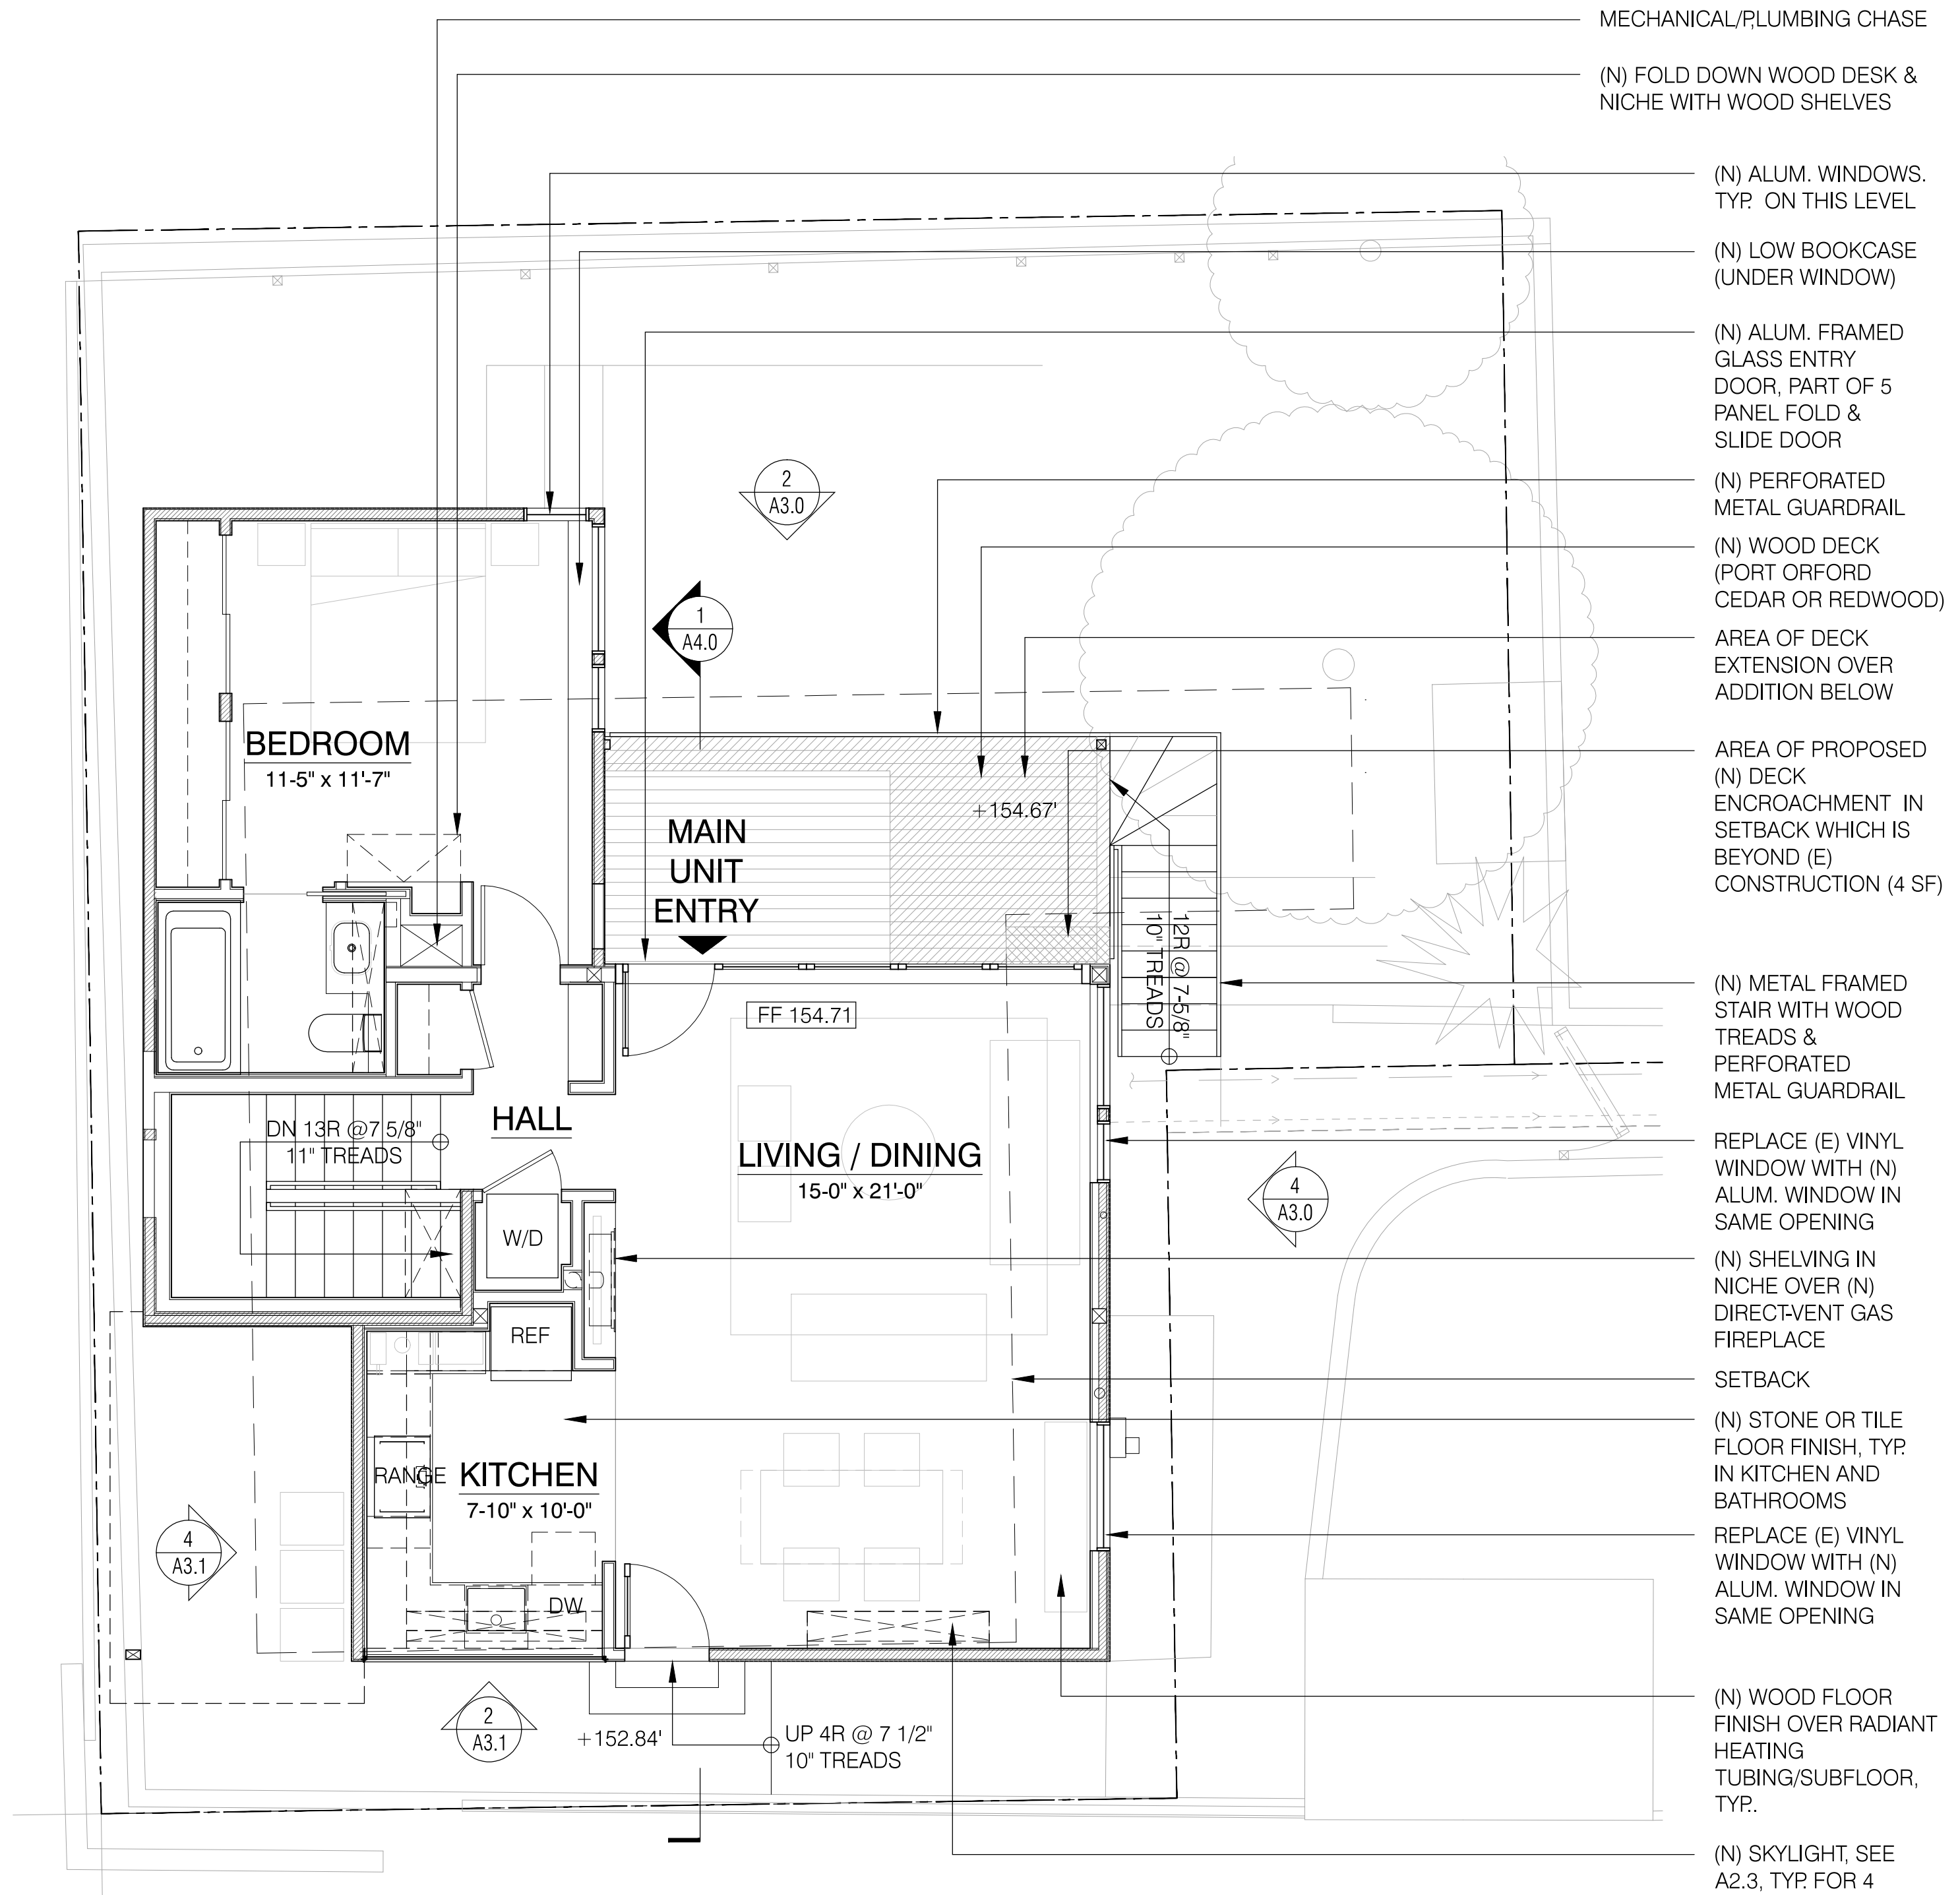 MECHANICAL/P,LUMBING CHASE
(N) FOLD DOWN WOOD DESK &
NICHE WITH WOOD SHELVES
(N) ALUM. WINDOWS.
TYP. ON THIS LEVEL
(N) LOW BOOKCASE
(UNDER WINDOW)
(N) ALUM. FRAMED
GLASS ENTRY
DOOR, PART OF 5
PANEL FOLD &
SLIDE DOOR
(N) PERFORATED
METAL GUARDRAIL
(N) WOOD DECK
(PORT ORFORD
CEDAR OR REDWOOD)
AREA OF DECK
EXTENSION OVER
ADDITION BELOW
AREA OF PROPOSED
(N) DECK
ENCROACHMENT IN
SETBACK WHICH IS
BEYOND (E)
CONSTRUCTION (4 SF)
(N) METAL FRAMED
STAIR WITH WOOD
TREADS &
PERFORATED
METAL GUARDRAIL
REPLACE (E) VINYL
WINDOW WITH (N)
ALUM. WINDOW IN
SAME OPENING
(N) SHELVING IN
NICHE OVER (N)
DIRECT-VENT GAS
FIREPLACE
SETBACK
(N) STONE OR TILE
FLOOR FINISH, TYP.
IN KITCHEN AND
BATHROOMS
REPLACE (E) VINYL
WINDOW WITH (N)
ALUM. WINDOW IN
SAME OPENING
(N) WOOD FLOOR
FINISH OVER RADIANT
HEATING
TUBING/SUBFLOOR,
TYP..
(N) SKYLIGHT, SEE
A2.3, TYP. FOR 4
2
A3.0
1
A4.0
BEDROOM
11-5" x 11'-7"
+154.67'
MAIN
UNIT
ENTRY
12R @ 7-5/8"
10" TREADS
FF 154.71
HALL
DN 13R @7 5/8"
11" TREADS
LIVING / DINING
15-0" x 21'-0"
4
A3.0
W/D
REF
RANGE
KITCHEN
7-10" x 10'-0"
4
A3.1
DW
2
A3.1
+152.84'
UP 4R @ 7 1/2"
10" TREADS